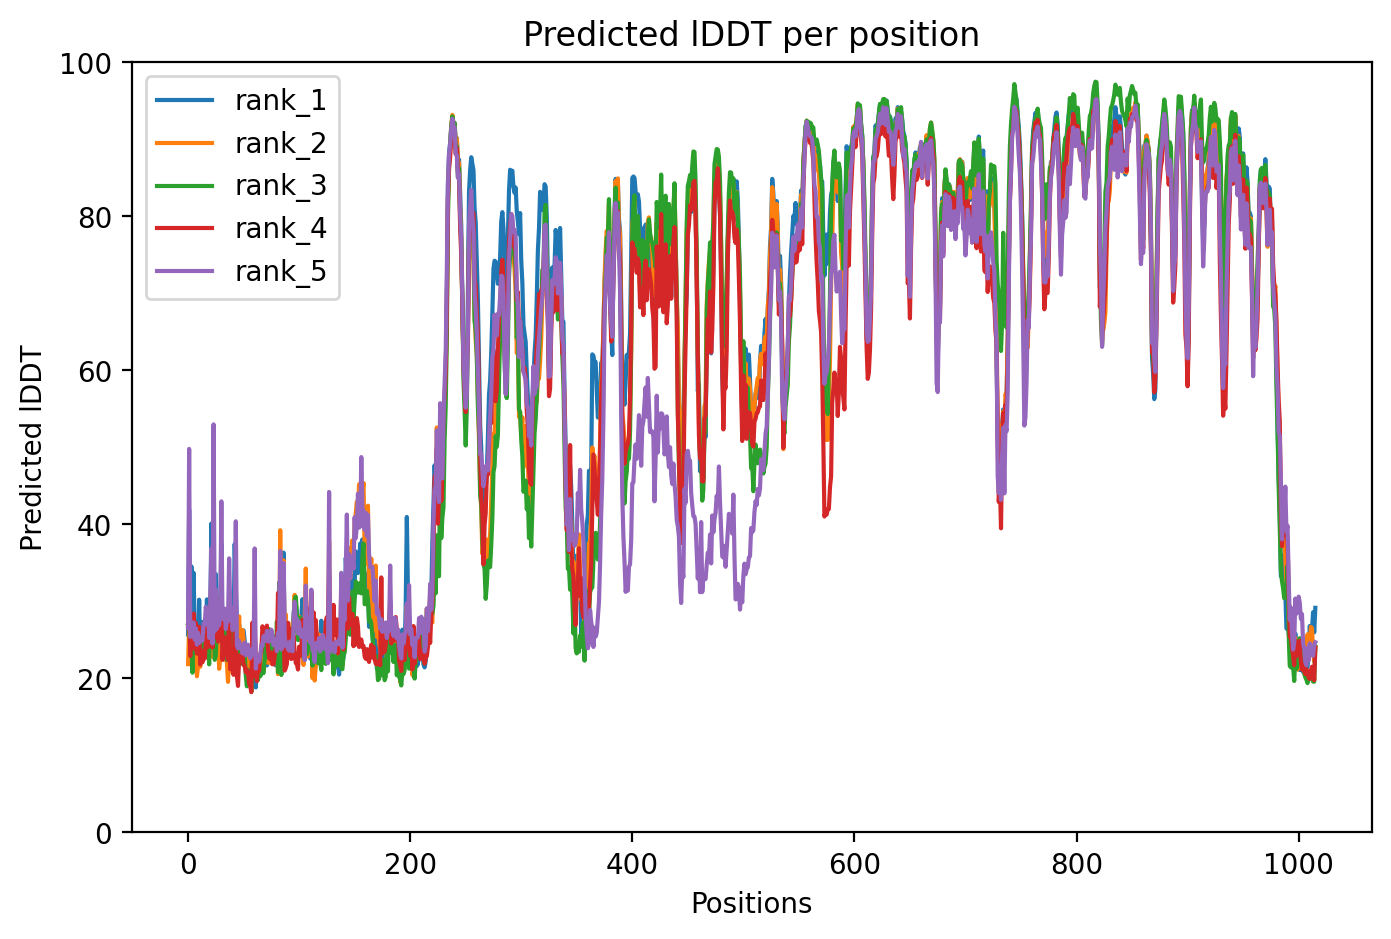 Predicted lDDT per position
100
80
60
40
20
0
Predicted lDDT
rank_1
rank_2
rank_3
rank_4
rank_5
0 200 400 600 800 1000
Positions